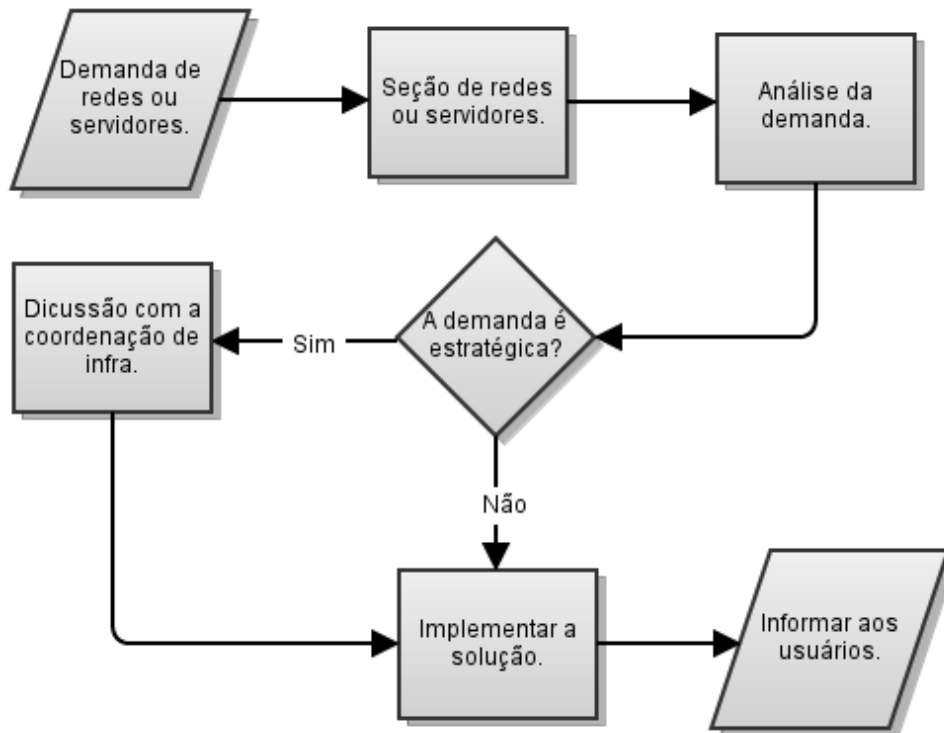 Demanda de
redes ou
servidores.
Seção de redes
ou servidores.
Análise da
demanda.
A demanda é
estratégica?
Sim
Dicussão com a
coordenação de
infra.
Não
Implementar a
solução.
Informar aos
usuários.